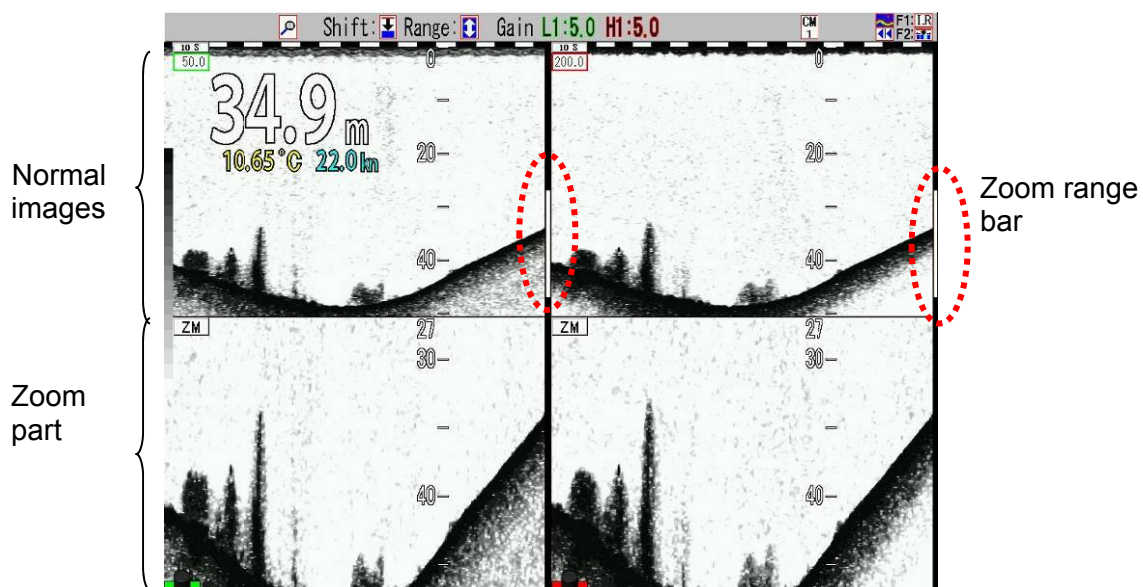 Shift: Range: Gain L1:5.0 H1:5.0 CM 1 F1: I.R F2:
10 S
50.0
34.9 m
10.65°C 22.0kn
0
20
40
10 S
200.0
0
20
40
Normal
images
Zoom range
bar
ZM
27
30
40
ZM
27
30
40
Zoom
part